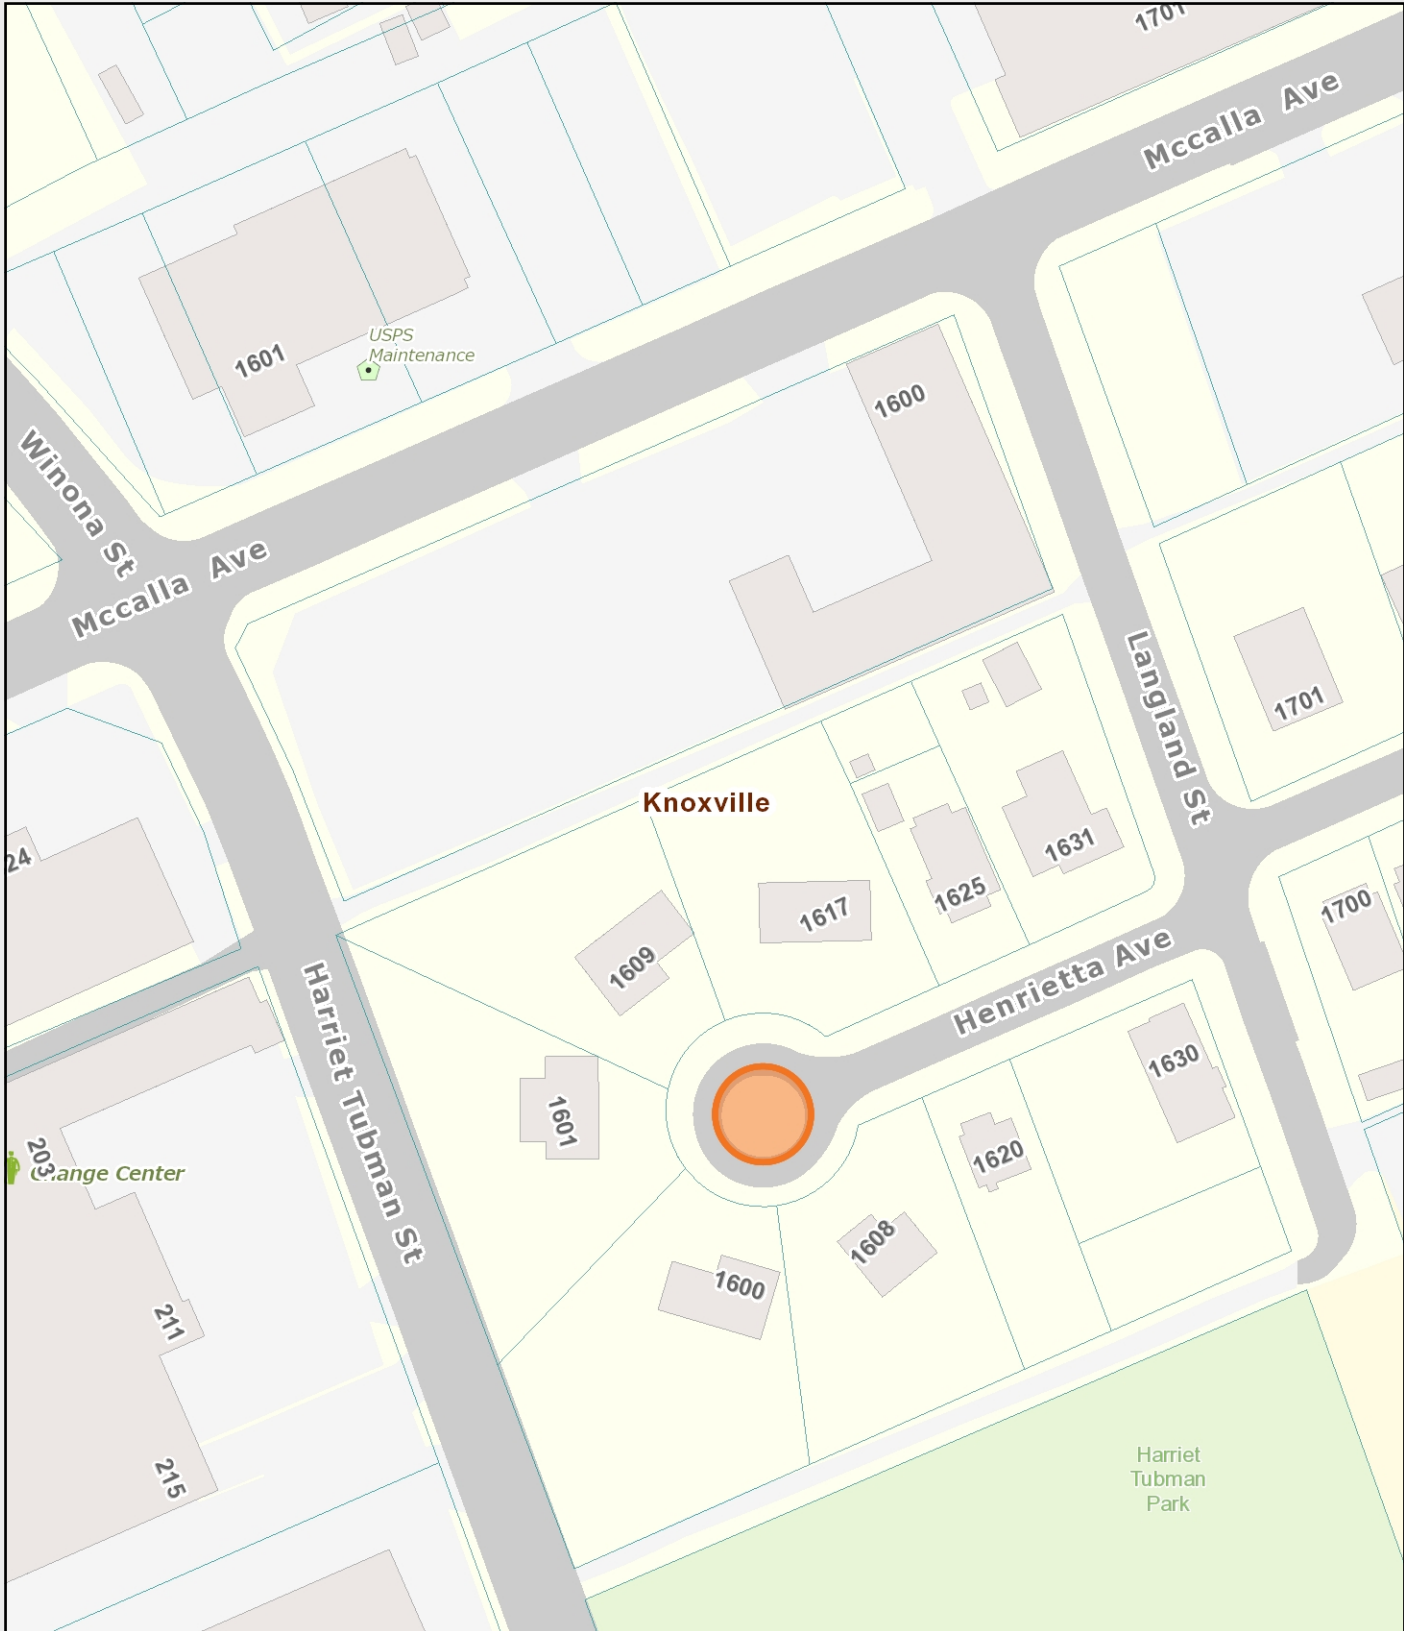 1701
Mccalla Ave
USPS
Maintenance
1601
1600
Winona St
Mccalla Ave
Langland St
1701
Knoxville
24
1631
1625
1617
1700
1609
Henrietta Ave
Harriet Tubman St
1630
1601
1620
203
ange Center
1608
1600
211
Harriet
Tubman
Park
215